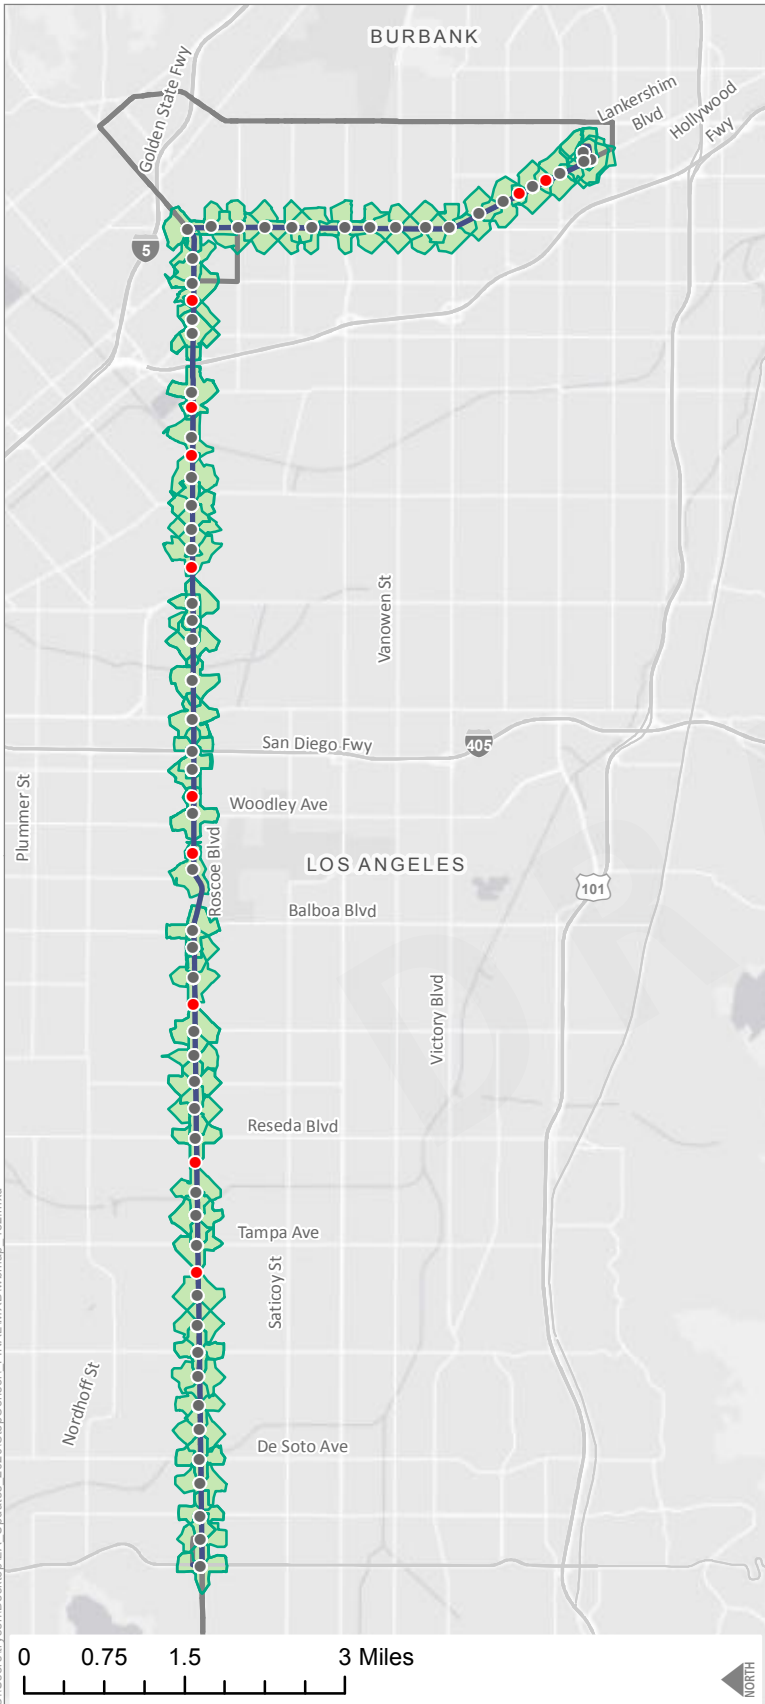 BURBANK
Golden State Fwy
Lankershim
Blvd
Hollywood
Fwy
5
Vanowen St
San Diego Fwy
405
Plummer St
Woodley Ave
Roscoe Blvd
LOS ANGELES
101
Balboa Blvd
Victory Blvd
Reseda Blvd
Tampa Ave
Saticoy St
Nordhoff St
De Soto Ave
0 0.75 1.5 3 Miles
NORTH